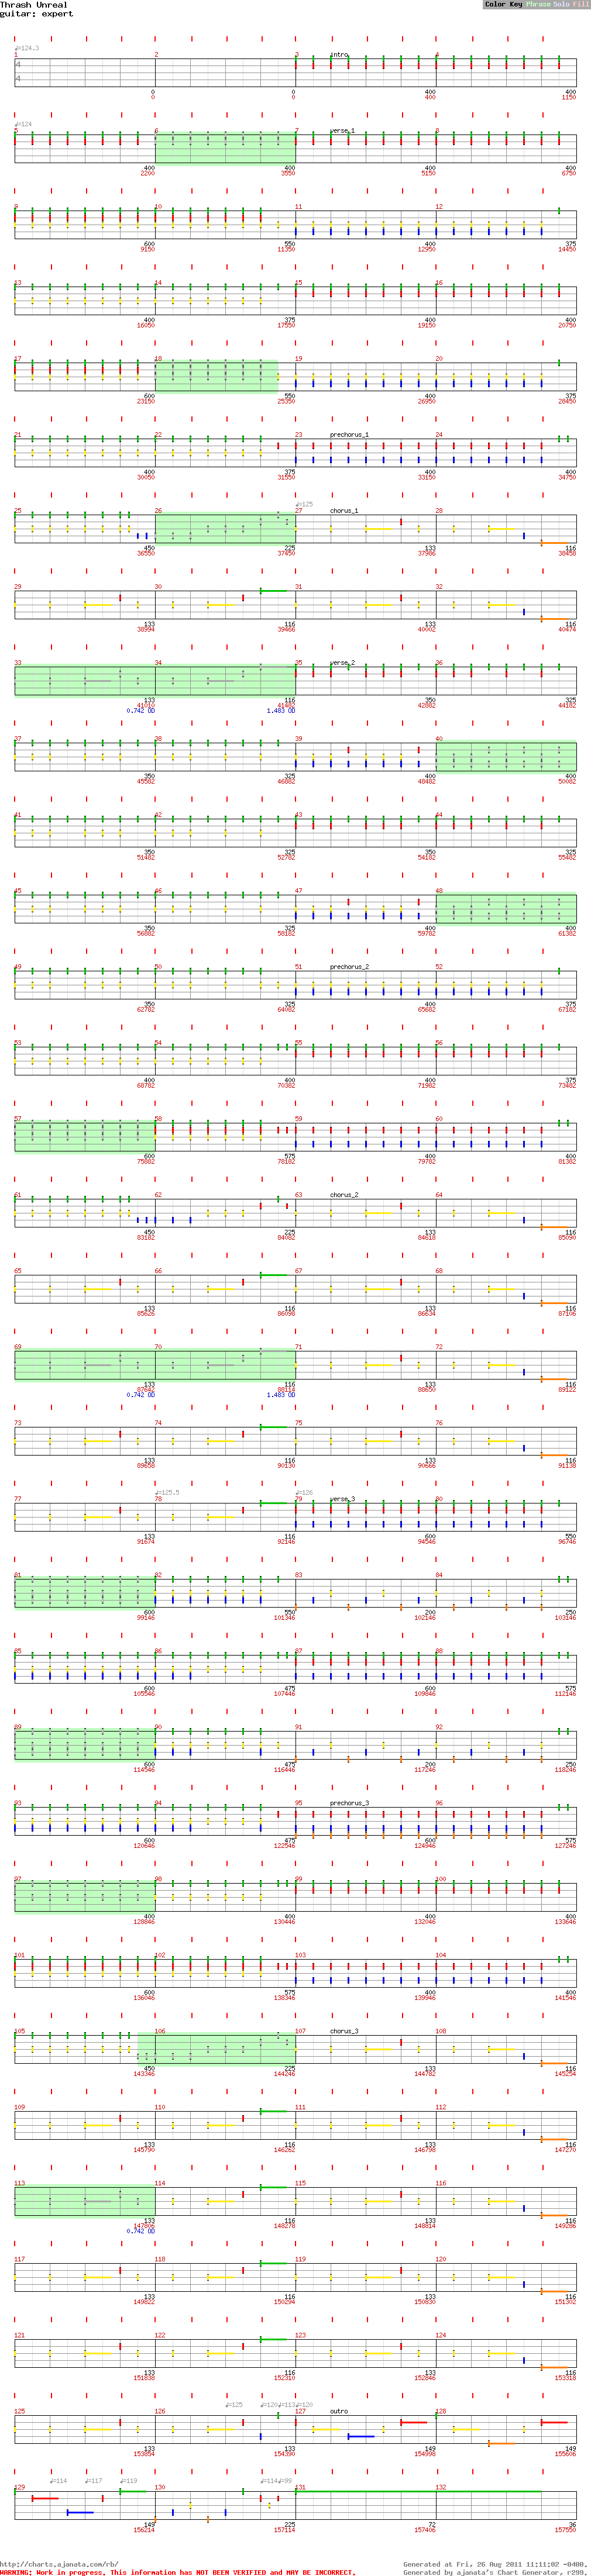 Thrash Unreal
guitar: expert
Color Key Phrase Solo Fill
♩=124.3
1 2 3 intro 4
4
4
0 0 400 400
0 0 400 1150
♩=124
5 6 7 verse_1 8
400 400 400 400
2200 3550 5150 6750
9 10 11 12
600 550 400 375
9150 11350 12950 14450
13 14 15 16
400 375 400 400
16050 17550 19150 20750
17 18 19 20
600 550 400 375
23150 25350 26950 28450
21 22 23 prechorus_1 24
400 375 400 400
30050 31550 33150 34750
♩=125
25 26 27 chorus_1 28
450 225 133 116
36550 37450 37986 38458
29 30 31 32
133 116 133 116
38994 39466 40002 40474
33 34 35 verse_2 36
133 116 350 325
41010 41482 42882 44182
0.742 OD 1.483 OD
37 38 39 40
350 325 400 400
45582 46882 48482 50082
41 42 43 44
350 325 350 325
51482 52782 54182 55482
45 46 47 48
350 325 400 400
56882 58182 59782 61382
49 50 51 prechorus_2 52
350 325 400 375
62782 64082 65682 67182
53 54 55 56
400 400 400 375
68782 70382 71982 73482
57 58 59 60
600 575 400 400
75882 78182 79782 81382
61 62 63 chorus_2 64
450 225 133 116
83182 84082 84618 85090
65 66 67 68
133 116 133 116
85626 86098 86634 87106
69 70 71 72
133 116 133 116
87642 88114 88650 89122
0.742 OD 1.483 OD
73 74 75 76
133 116 133 116
89658 90130 90666 91138
♩=125.5 ♩=126
77 78 79 verse_3 80
133 116 600 550
91674 92146 94546 96746
81 82 83 84
600 550 200 250
99146 101346 102146 103146
85 86 87 88
600 475 600 575
105546 107446 109846 112146
89 90 91 92
600 475 200 250
114546 116446 117246 118246
93 94 95 prechorus_3 96
600 475 600 575
120646 122546 124946 127246
97 98 99 100
400 400 400 400
128846 130446 132046 133646
101 102 103 104
600 575 400 400
136046 138346 139946 141546
105 106 107 chorus_3 108
450 225 133 116
143346 144246 144782 145254
109 110 111 112
133 116 133 116
145790 146262 146798 147270
113 114 115 116
133 116 133 116
147806 148278 148814 149286
0.742 OD
117 118 119 120
133 116 133 116
149822 150294 150830 151302
121 122 123 124
133 116 133 116
151838 152310 152846 153318
♩=125 ♩=120 ♩=113 ♩=120
125 126 127 outro 128
133 133 149 149
153854 154390 154998 155606
♩=114 ♩=117 ♩=119 ♩=114 ♩=99
129 130 131 132
149 225 72 36
156214 157114 157406 157550
http://charts.ajanata.com/rb/
Generated at Fri, 26 Aug 2011 11:11:02 -0400,
WARNING: Work in progress. This information has NOT BEEN VERIFIED and MAY BE INCORRECT.
Generated by ajanata's Chart Generator, r299.